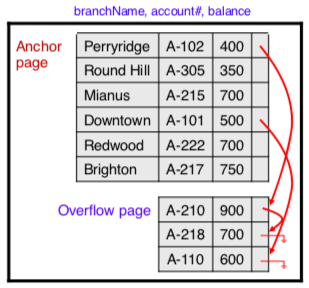 branchName, account#, balance
Anchor page
Perryridge A-102 400
Round Hill A-305 350
Mianus A-215 700
Downtown A-101 500
Redwood A-222 700
Brighton A-217 750
Overflow page A-210 900
A-218 700
A-110 600